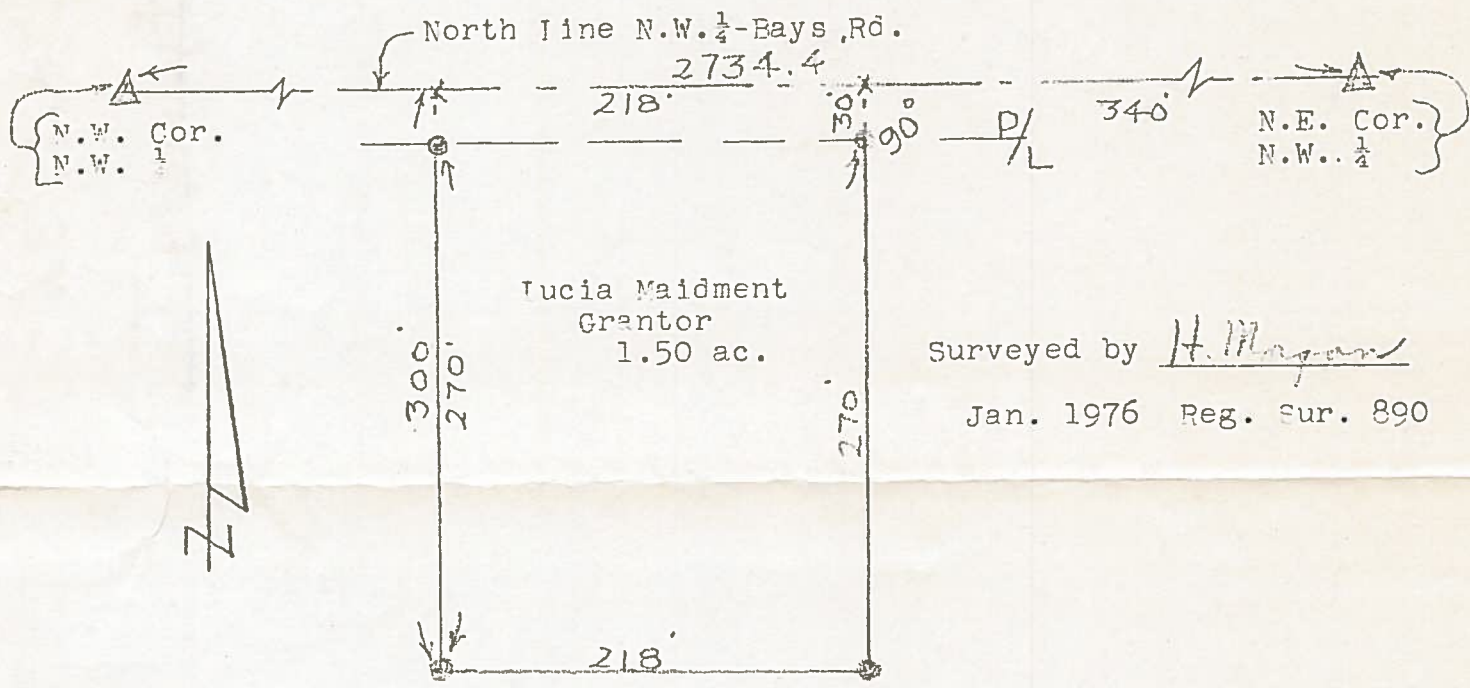 North Line N.W. ¼-Bays Rd.
2734.4
218'
30'
90°
P/L
340'
N.W. Cor.
N.W. ¼
N.E. Cor.
N.W. ¼
Lucia Maidment
Grantor
1.50 ac.
300'
270'
270'
Surveyed by
Jan. 1976 Reg. Sur. 890
N
218'